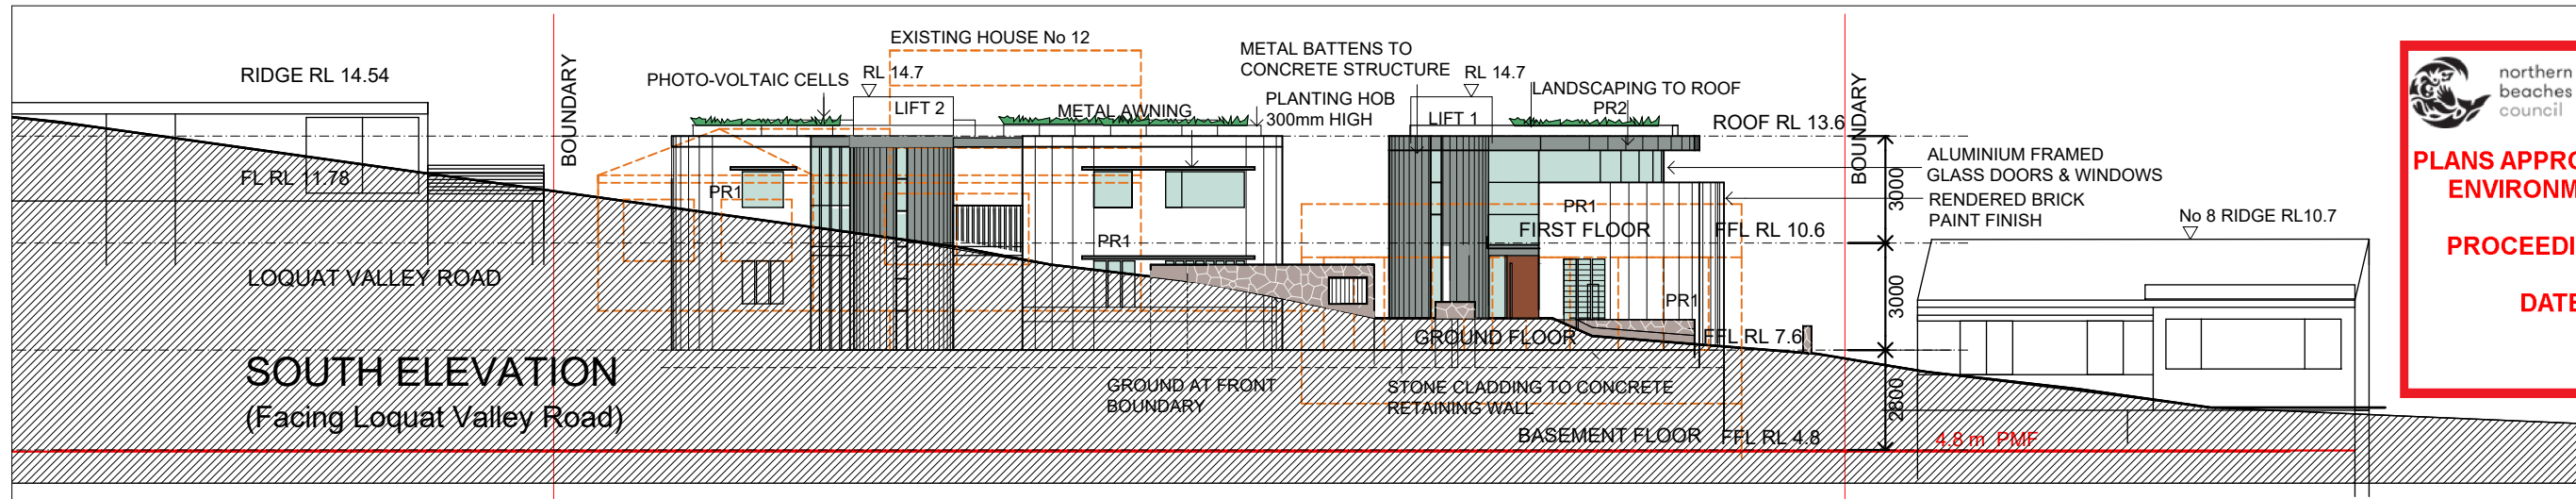 RIDGE RL 14.54
FL RL 11.78
BOUNDARY
LOQUAT VALLEY ROAD
SOUTH ELEVATION
(Facing Loquat Valley Road)
EXISTING HOUSE No 12
PHOTO-VOLTAIC CELLS
RL 14.7
LIFT 2
METAL AWNING
METAL BATTENS TO
CONCRETE STRUCTURE
PLANTING HOB
300mm HIGH
RL 14.7
LIFT 1
LANDSCAPING TO ROOF
PR2
ROOF RL 13.6
BOUNDARY
PR1
PR1
PR1
PR1
FIRST FLOOR
FFL RL 10.6
GROUND FLOOR
FFL RL 7.6
GROUND AT FRONT
BOUNDARY
STONE CLADDING TO CONCRETE
RETAINING WALL
BASEMENT FLOOR
FFL RL 4.8
3000
3000
2800
ALUMINIUM FRAMED
GLASS DOORS & WINDOWS
RENDERED BRICK
PAINT FINISH
No 8 RIDGE RL10.7
4.8 m PMF
northern
beaches
council
PLANS APPRO
ENVIRONM
PROCEEDI
DATE